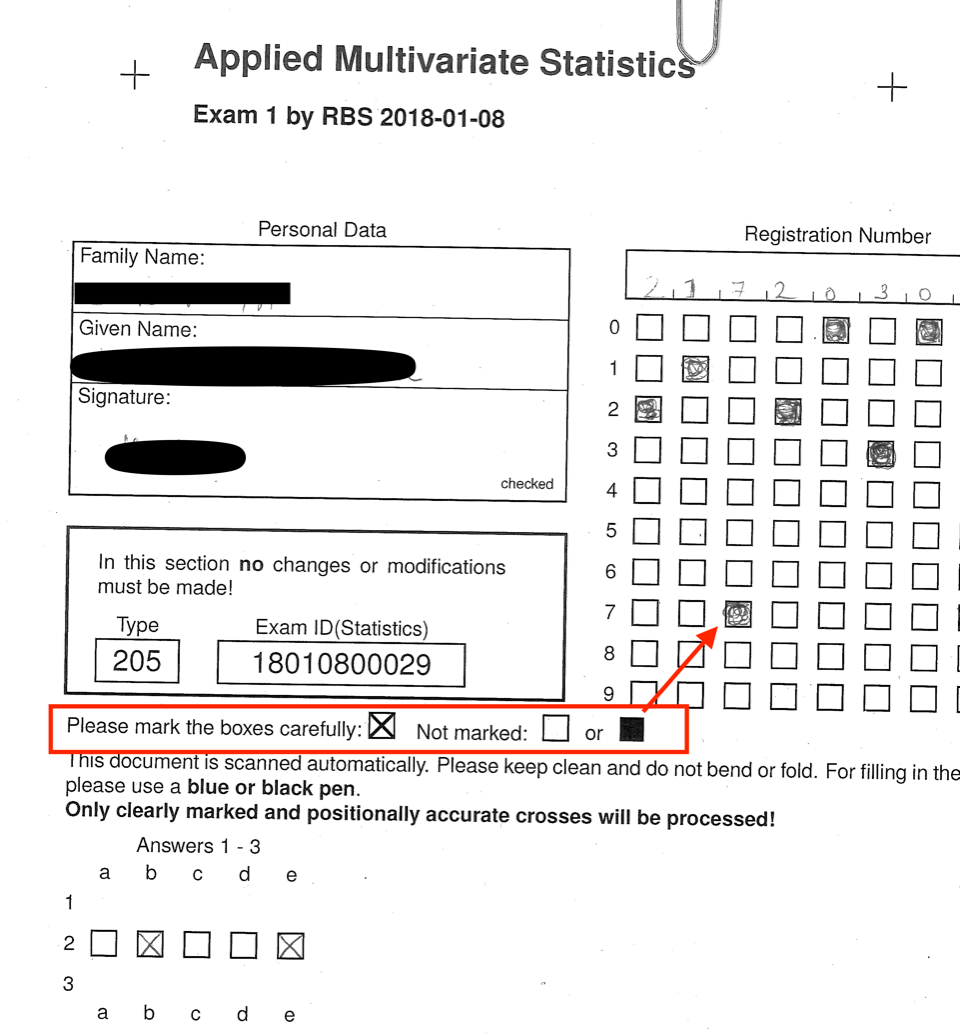 Applied Multivariate Statistics
Exam 1 by RBS 2018-01-08
Personal Data
Family Name:
Given Name:
Signature:
checked
Registration Number
2 1 7 2 0 3 0
0
1
2
3
4
5
6
7
8
9
In this section no changes or modifications
must be made!
Type
Exam ID(Statistics)
205
18010800029
Please mark the boxes carefully: Not marked: or
This document is scanned automatically. Please keep clean and do not bend or fold. For filling in the
please use a blue or black pen.
Only clearly marked and positionally accurate crosses will be processed!
Answers 1 - 3
a b c d e
1
2
3
a b c d e